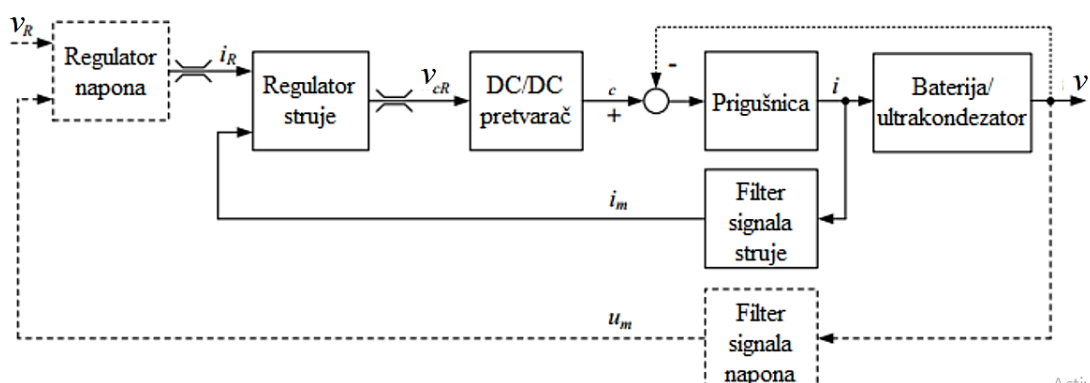 v_R
Regulator
napona
i_R
Regulator
struje
v_cR
DC/DC
pretvarač
c
+
-
Prigušnica
i
Baterija/
ultrakondezator
v
i_m
Filter
signala
struje
u_m
Filter
signala
napona